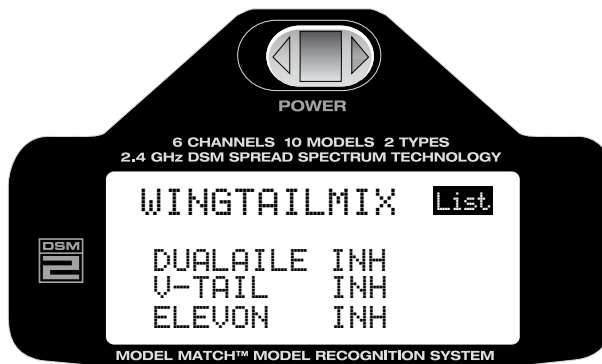 POWER
6 CHANNELS 10 MODELS 2 TYPES
2.4 GHz DSM SPREAD SPECTRUM TECHNOLOGY
WINGTAILMIX List
DSM
2
DUALAILE INH
V-TAIL INH
ELEVON INH
MODEL MATCH™ MODEL RECOGNITION SYSTEM